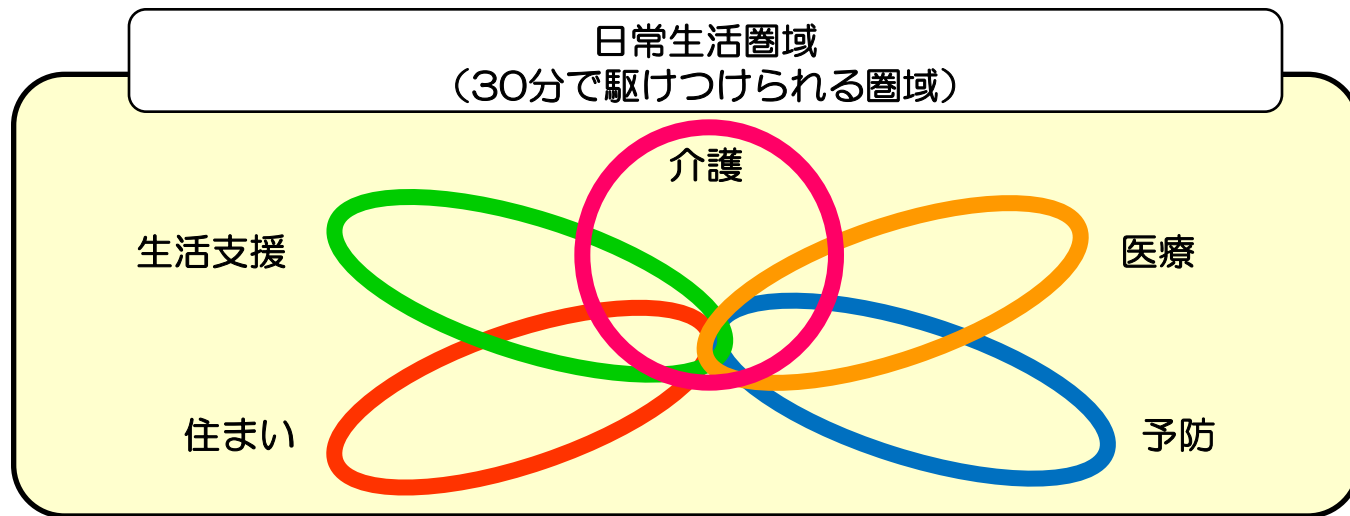 日常生活圏域
（30分で駆けつけられる圏域）
介護
生活支援
医療
住まい
予防